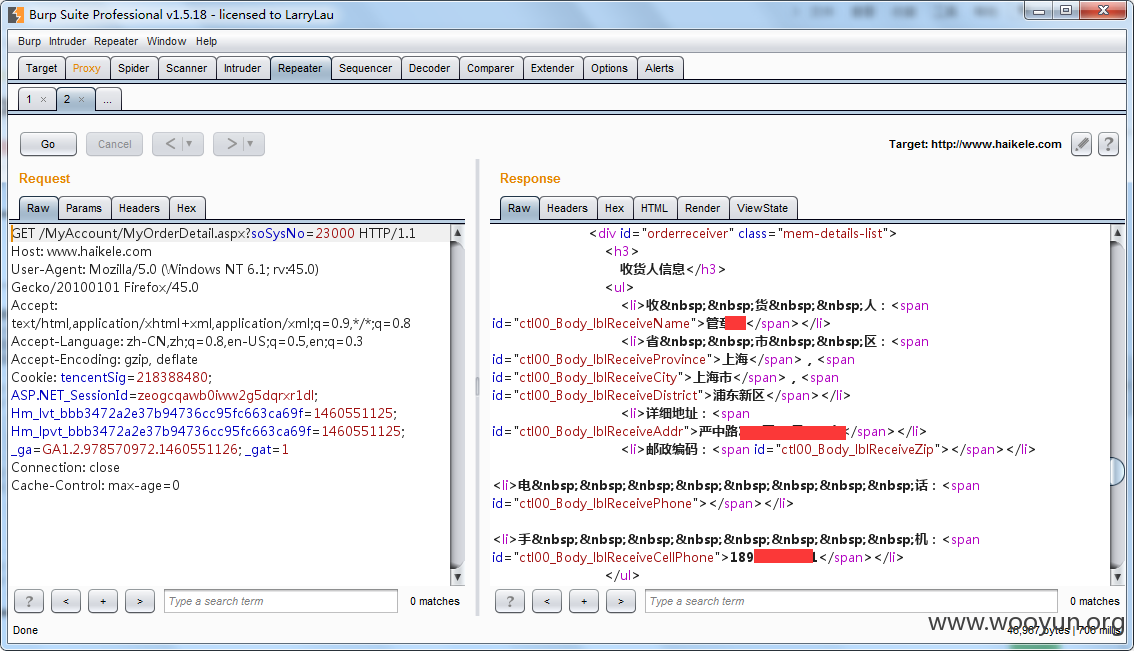 Burp Suite Professional v1.5.18 - licensed to LarryLau
Burp Intruder Repeater Window Help
Target Proxy Spider Scanner Intruder Repeater Sequencer Decoder Comparer Extender Options Alerts
1 × 2 × ...
Go Cancel < ▼ > ▼ Target: http://www.haikele.com ?
Request
Raw Params Headers Hex
GET /MyAccount/MyOrderDetail.aspx?soSysNo=23000 HTTP/1.1
Host: www.haikele.com
User-Agent: Mozilla/5.0 (Windows NT 6.1; rv:45.0)
Gecko/20100101 Firefox/45.0
Accept:
text/html,application/xhtml+xml,application/xml;q=0.9,*/*;q=0.8
Accept-Language: zh-CN,zh;q=0.8,en-US;q=0.5,en;q=0.3
Accept-Encoding: gzip, deflate
Cookie: tencentSig=218388480;
ASP.NET_SessionId=zeogcqawb0iww2g5dqrxr1dl;
Hm_lvt_bbb3472a2e37b94736cc95fc663ca69f=1460551125;
Hm_lpvt_bbb3472a2e37b94736cc95fc663ca69f=1460551125;
_ga=GA1.2.978570972.1460551126; _gat=1
Connection: close
Cache-Control: max-age=0
? < + > Type a search term 0 matches
Done
Response
Raw Headers Hex HTML Render ViewState
<div id="orderreceiver" class="mem-details-list">
<h3>
收货人信息</h3>
<ul>
<li>收&nbsp;&nbsp;货&nbsp;&nbsp;人：<span
id="ctl00_Body_lblReceiveName">管</span></li>
<li>省&nbsp;&nbsp;市&nbsp;&nbsp;区：<span
id="ctl00_Body_lblReceiveProvince">上海</span>，<span
id="ctl00_Body_lblReceiveCity">上海市</span>，<span
id="ctl00_Body_lblReceiveDistrict">浦东新区</span></li>
<li>详细地址：<span
id="ctl00_Body_lblReceiveAddr">严中路</span></li>
<li>邮政编码：<span id="ctl00_Body_lblReceiveZip"></span></li>
<li>电&nbsp;&nbsp;&nbsp;&nbsp;&nbsp;&nbsp;&nbsp;话：<span
id="ctl00_Body_lblReceivePhone"></span></li>
<li>手&nbsp;&nbsp;&nbsp;&nbsp;&nbsp;&nbsp;&nbsp;机：<span
id="ctl00_Body_lblReceiveCellPhone">189 1</span></li>
</ul>
? < + > Type a search term 0 matches
www.wooyun.org